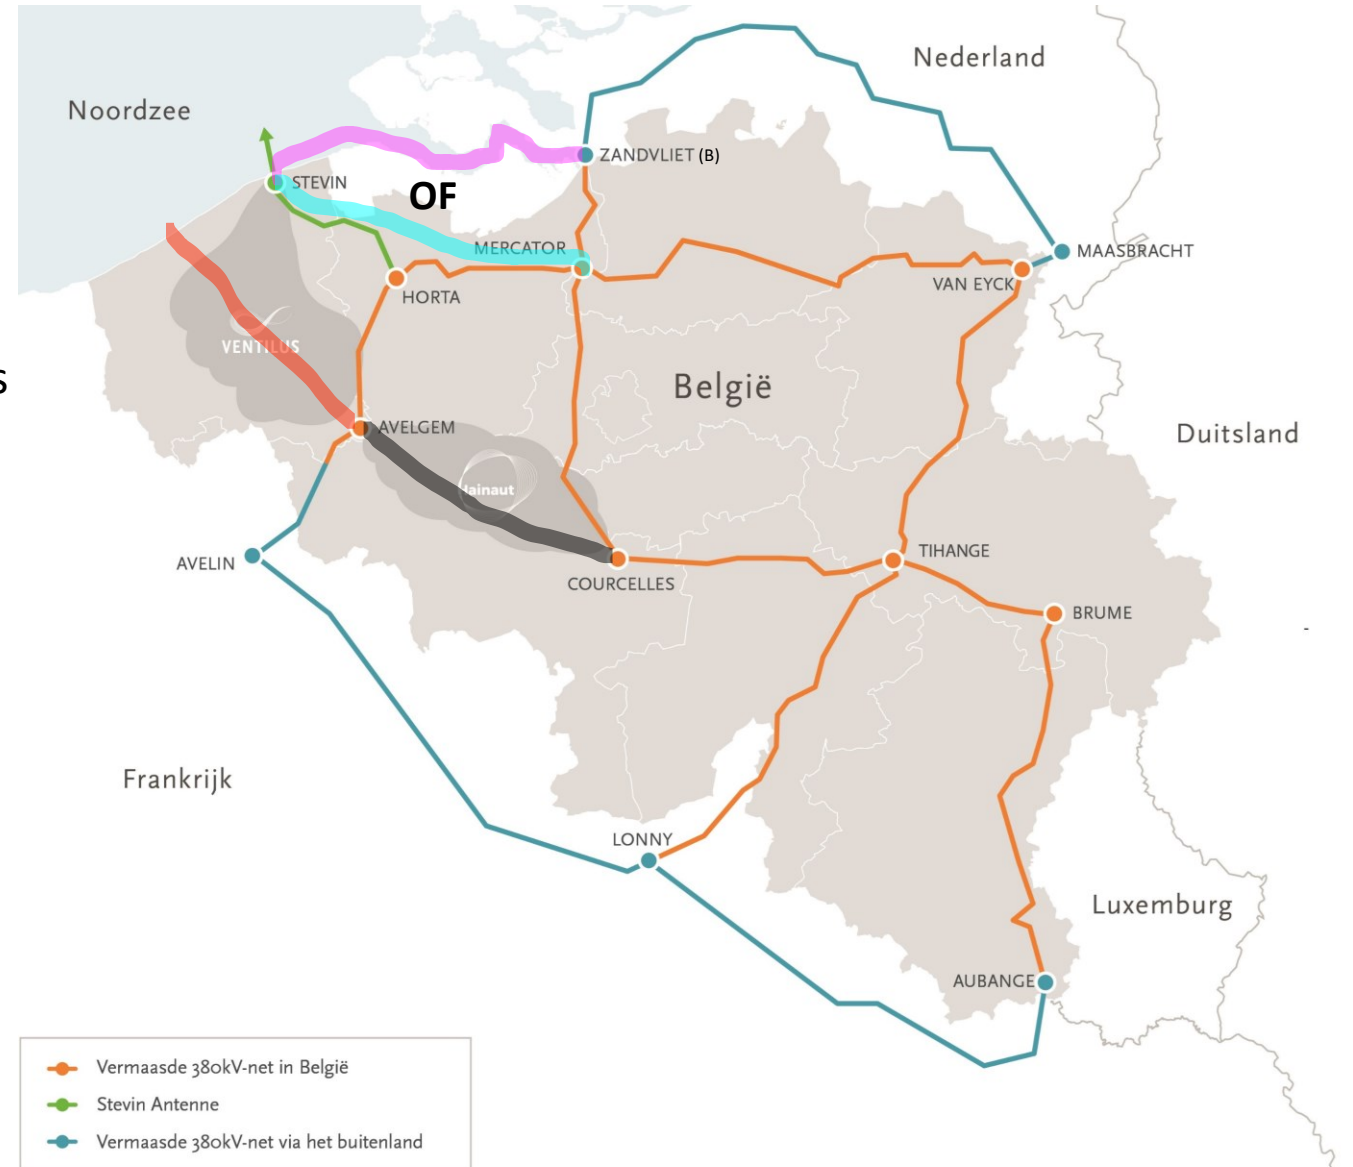 Nederland
Noordzee
ZANDVLIET (B)
STEVIN
OF
MERCATOR
MAASBRACHT
VAN EYCK
HORTA
VENTILUS
België
S
AVELGEM
Duitsland
ainaut
AVELIN
TIHANGE
COURCELLES
BRUME
-
Frankrijk
LONNY
Luxemburg
AUBANGE
Vermaasde 380kV-net in België
Stevin Antenne
Vermaasde 380kV-net via het buitenland